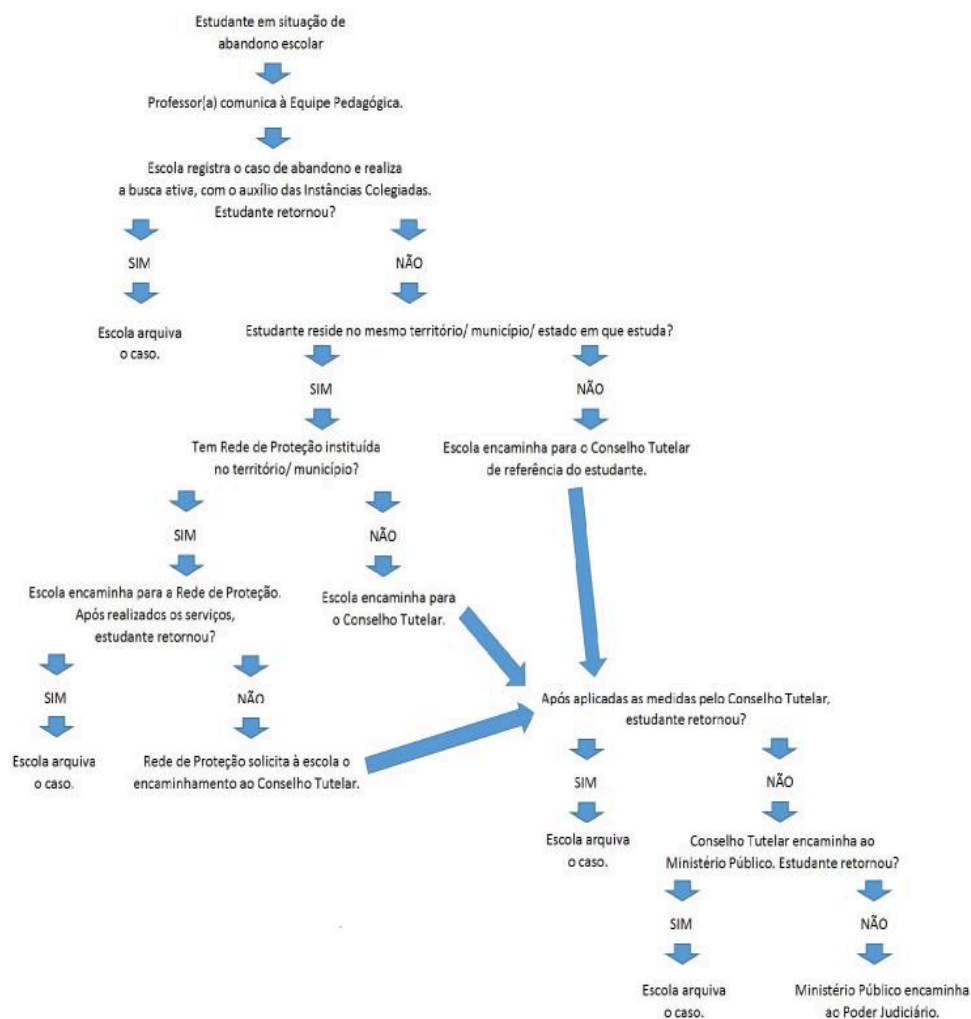 Estudante em situação de
abandono escolar
Professor(a) comunica à Equipe Pedagógica.
Escola registra o caso de abandono e realiza
a busca ativa, com o auxílio das Instâncias Colegiadas.
Estudante retornou?
SIM
NÃO
Escola arquiva
o caso.
Estudante reside no mesmo território/ município/ estado em que estuda?
SIM
NÃO
Tem Rede de Proteção instituída
no território/ município?
Escola encaminha para o Conselho Tutelar
de referência do estudante.
SIM
NÃO
Escola encaminha para a Rede de Proteção.
Após realizados os serviços,
estudante retornou?
Escola encaminha para
o Conselho Tutelar.
SIM
NÃO
Escola arquiva
o caso.
Rede de Proteção solicita à escola o
encaminhamento ao Conselho Tutelar.
Após aplicadas as medidas pelo Conselho Tutelar,
estudante retornou?
SIM
NÃO
Escola arquiva
o caso.
Conselho Tutelar encaminha ao
Ministério Público. Estudante retornou?
SIM
NÃO
Escola arquiva
o caso.
Ministério Público encaminha
ao Poder Judiciário.